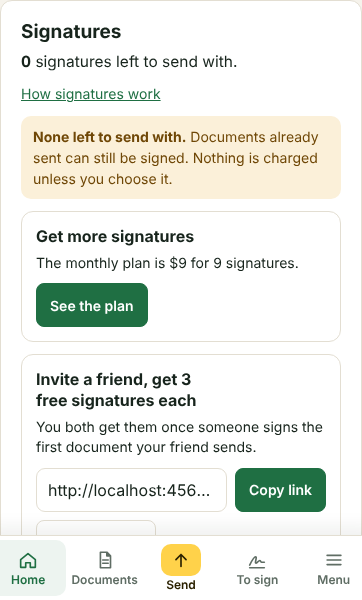 Signatures
0 signatures left to send with.
How signatures work
None left to send with. Documents already
sent can still be signed. Nothing is charged
unless you choose it.
Get more signatures
The monthly plan is $9 for 9 signatures.
See the plan
Invite a friend, get 3
free signatures each
You both get them once someone signs the
first document your friend sends.
http://localhost:456...
Copy link
Home
Documents
Send
To sign
Menu